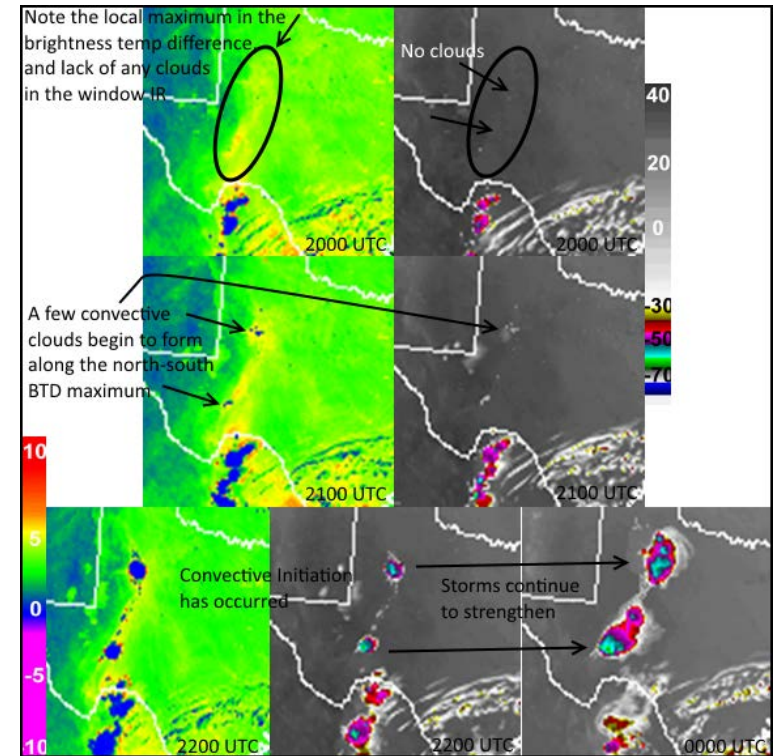 Note the local maximum in the
brightness temp difference
and lack of any clouds
in the window IR
No clouds
2000 UTC
2000 UTC
40
20
0
-30
-50
-70
A few convective
clouds begin to form
along the north-south
BTD maximum
2100 UTC
2100 UTC
10
5
0
-5
-10
Convective Initiation
has occurred
Storms continue
to strengthen
2200 UTC
2200 UTC
0000 UTC